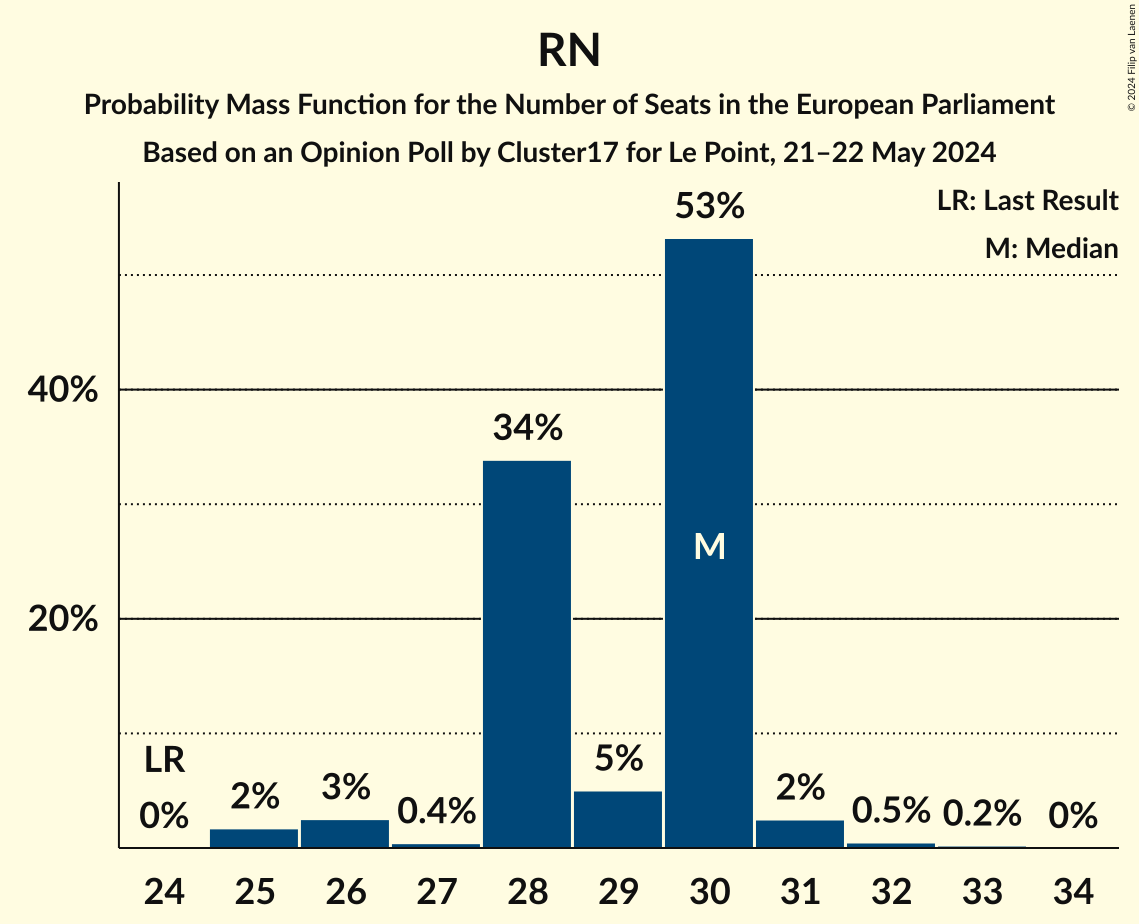 RN
Probability Mass Function for the Number of Seats in the European Parliament
Based on an Opinion Poll by Cluster17 for Le Point, 21–22 May 2024
© 2024 Filip van Laenen
LR: Last Result
M: Median
53%
40%
34%
M
20%
LR
0%
2%
3%
0.4%
5%
2%
0.5%
0.2%
0%
24 25 26 27 28 29 30 31 32 33 34